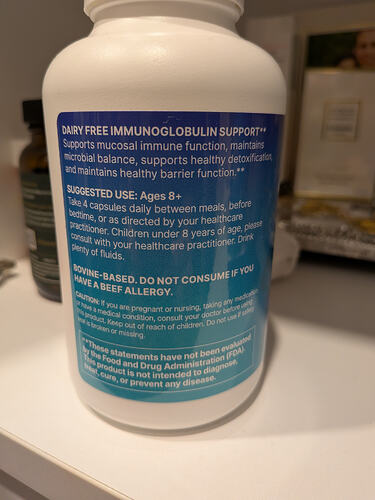 DAIRY FREE IMMUNOGLOBULIN SUPPORT**
Supports mucosal immune function, maintains
microbial balance, supports healthy detoxification,
and maintains healthy barrier function.**
SUGGESTED USE: Ages 8+
Take 4 capsules daily between meals, before
bedtime, or as directed by your healthcare
practitioner. Children under 8 years of age, please
consult with your healthcare practitioner. Drink
plenty of fluids.
BOVINE-BASED. DO NOT CONSUME IF YOU
HAVE A BEEF ALLERGY.
CAUTION: If you are pregnant or nursing, taking any medication,
or have a medical condition, consult your doctor before using
this product. Keep out of reach of children. Do not use if safety
seal is broken or missing.
**These statements have not been evaluated
by the Food and Drug Administration (FDA).
This product is not intended to diagnose,
treat, cure, or prevent any disease.